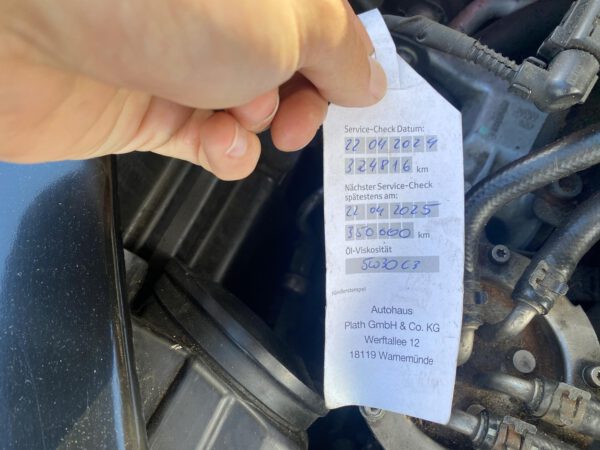 Service-Check Datum:
22 04 2024
324816 km
Nächster Service-Check
spätestens am:
22 04 2025
350000 km
Öl-Viskosität
5W30 C3
Händlerstempel
Autohaus
Plath GmbH & Co. KG
Werftallee 12
18119 Warnemünde